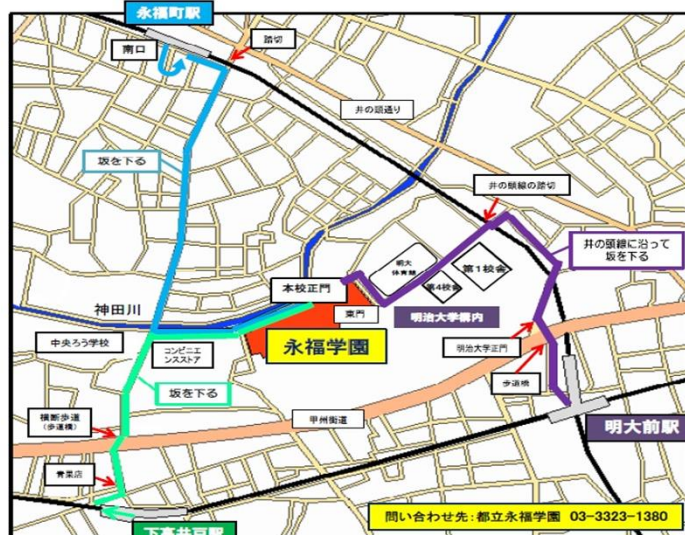 永福町駅
南口
踏切
井の頭通り
坂を下る
井の頭線の踏切
井の頭線に沿って
坂を下る
明大
体育館
第1校舎
第4校舎
本校正門
東門
神田川
明治大学構内
中央ろう学校
コンビニエ
ンスストア
永福学園
明治大学正門
坂を下る
歩道橋
横断歩道
(歩道橋)
甲州街道
明大前駅
青果店
下高井戸駅
問い合わせ先:都立永福学園 03-3323-1380